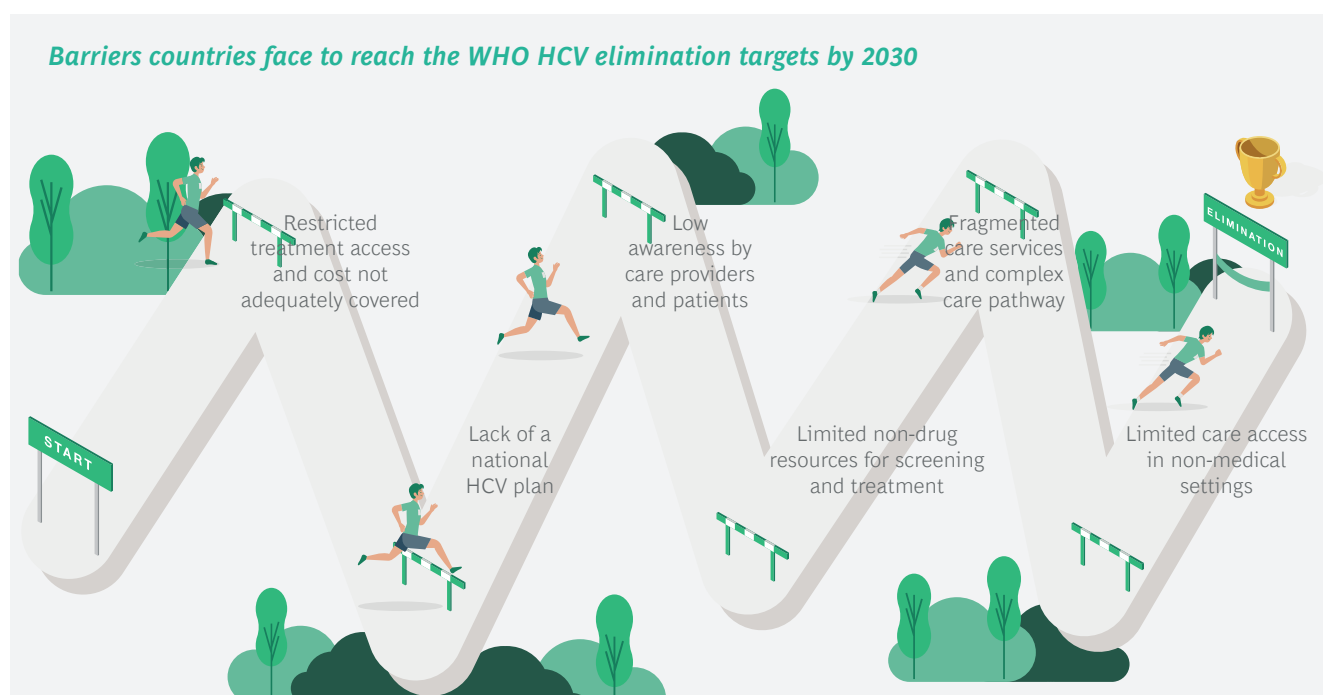 Barriers countries face to reach the WHO HCV elimination targets by 2030
START
Restricted
treatment access
and cost not
adequately covered
Lack of a
national
HCV plan
Low
awareness by
care providers
and patients
Limited non-drug
resources for screening
and treatment
Fragmented
care services
and complex
care pathway
Limited care access
in non-medical
settings
ELIMINATION